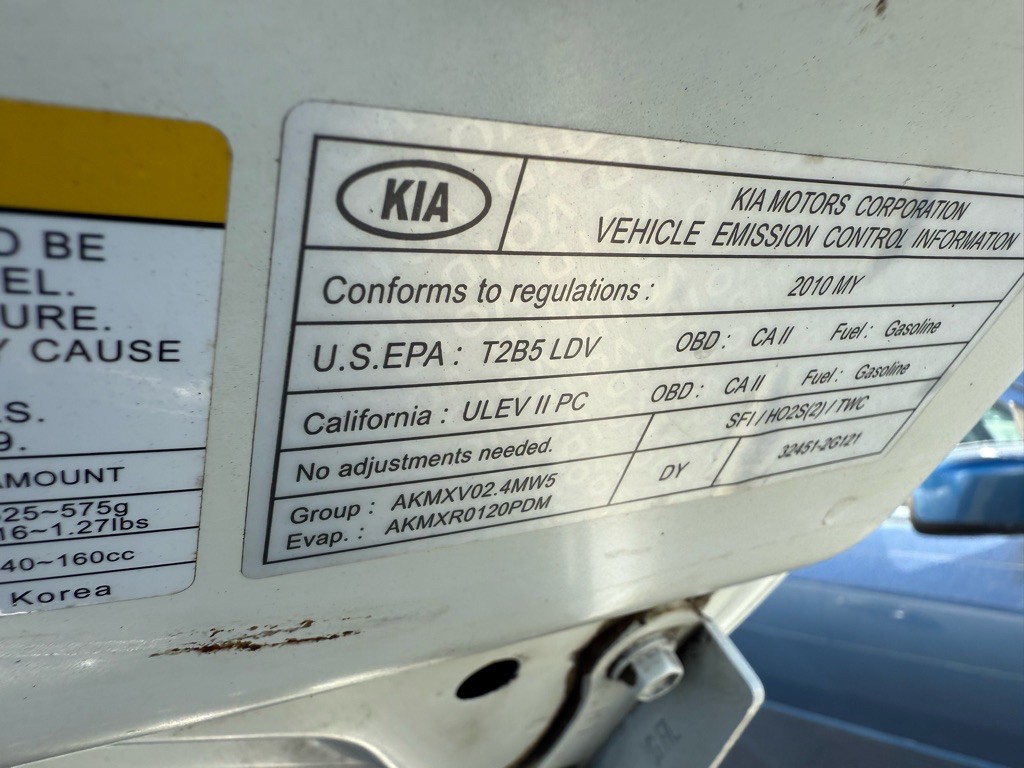 O BE
EL.
URE.
Y CAUSE
S.
9.
MOUNT
25~575g
16~1.27lbs
40~160cc
Korea
KIA
KIA MOTORS CORPORATION
VEHICLE EMISSION CONTROL INFORMATION
Conforms to regulations : 2010 MY
U.S.EPA : T2B5 LDV OBD : CA II Fuel : Gasoline
California : ULEV II PC OBD : CA II Fuel : Gasoline
No adjustments needed. SFI / HO2S(2) / TWC
Group : AKMXV02.4MW5
Evap. : AKMXR0120PDM
DY 32451-2G121